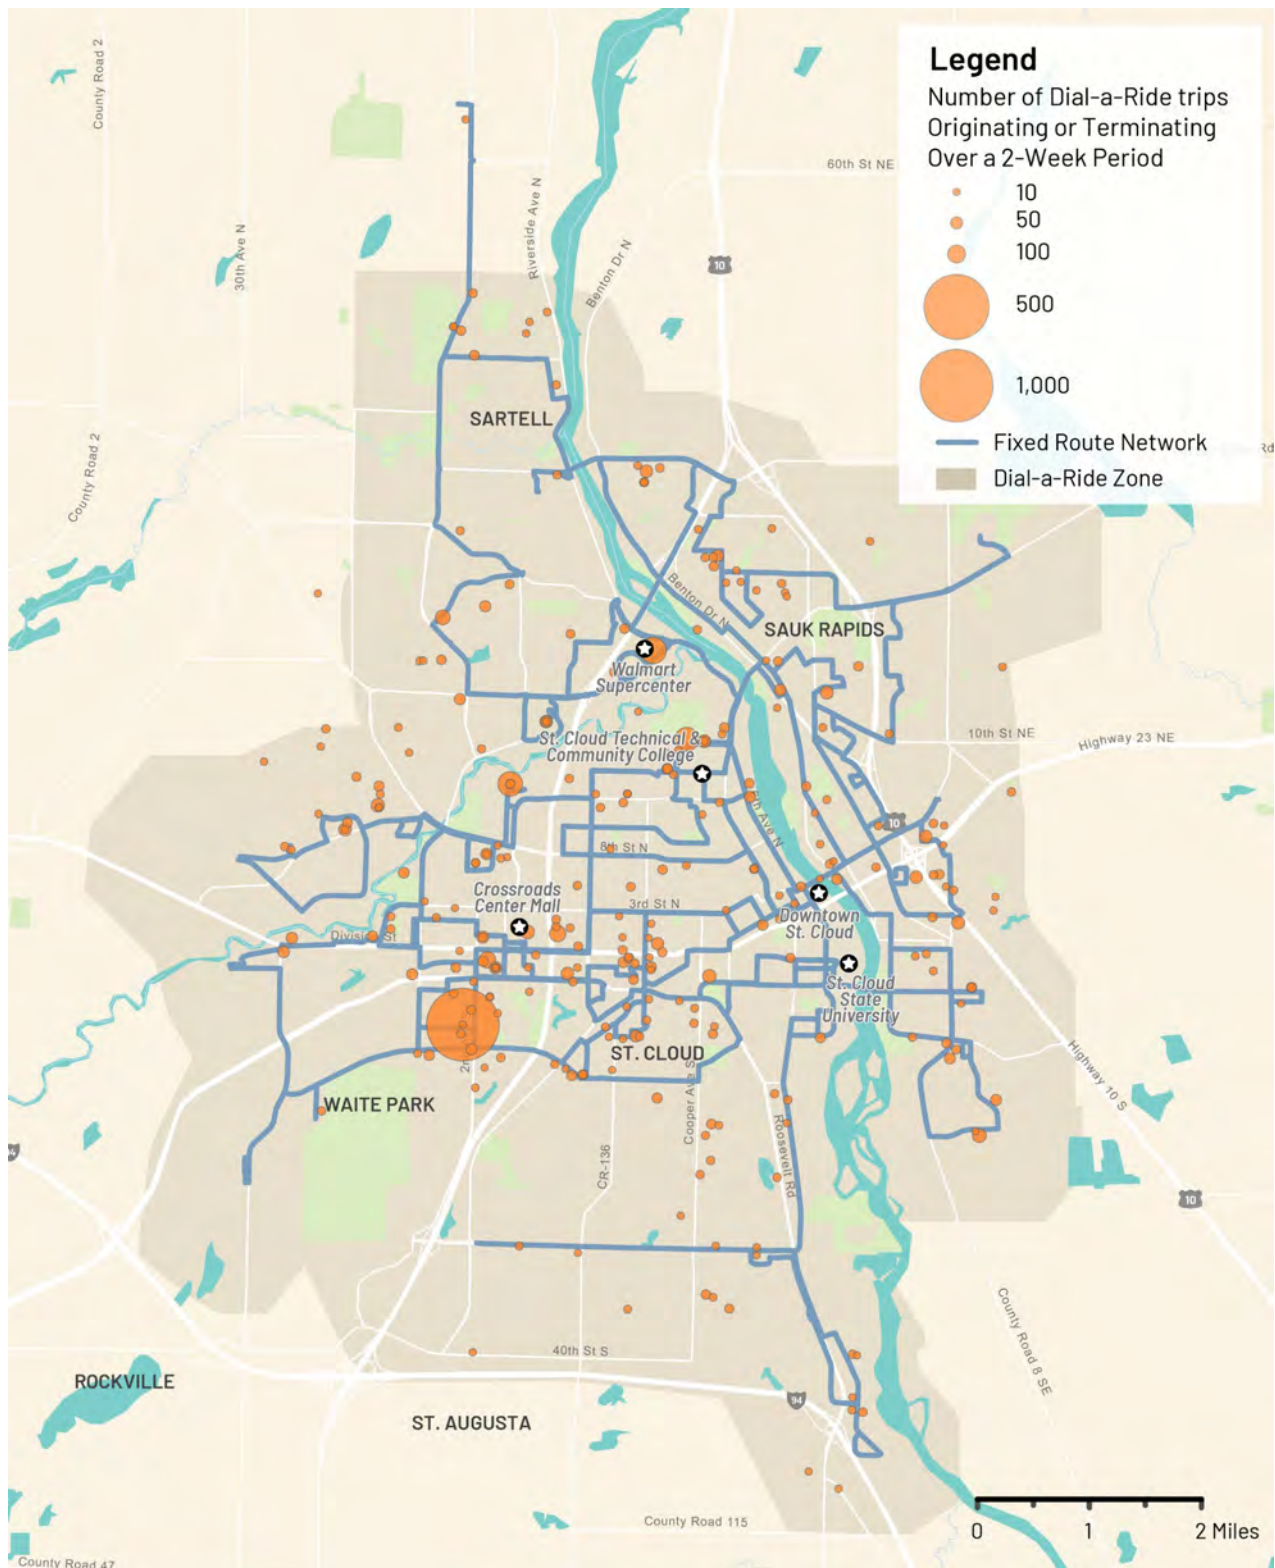 Legend
Number of Dial-a-Ride trips
Originating or Terminating
Over a 2-Week Period
10
50
100
500
1,000
Fixed Route Network
Dial-a-Ride Zone
County Road 2
60th St NE
Riverside Ave N
Benton Dr N
30th Ave N
10
SARTELL
Rd
County Road 2
Benton Dr N
SAUK RAPIDS
Walmart
Supercenter
St. Cloud Technical &
Community College
10th St NE
Highway 23 NE
10
Ave N
8th St N
Crossroads
Center Mall
3rd St N
Downtown
St. Cloud
Division St
St. Cloud
State
University
ST. CLOUD
Highway 10 S
WAITE PARK
Cooper Ave S
Roosevelt Rd
CR-136
10
County Road 8 SE
40th St S
ROCKVILLE
94
ST. AUGUSTA
County Road 115
0 1 2 Miles
County Road 47